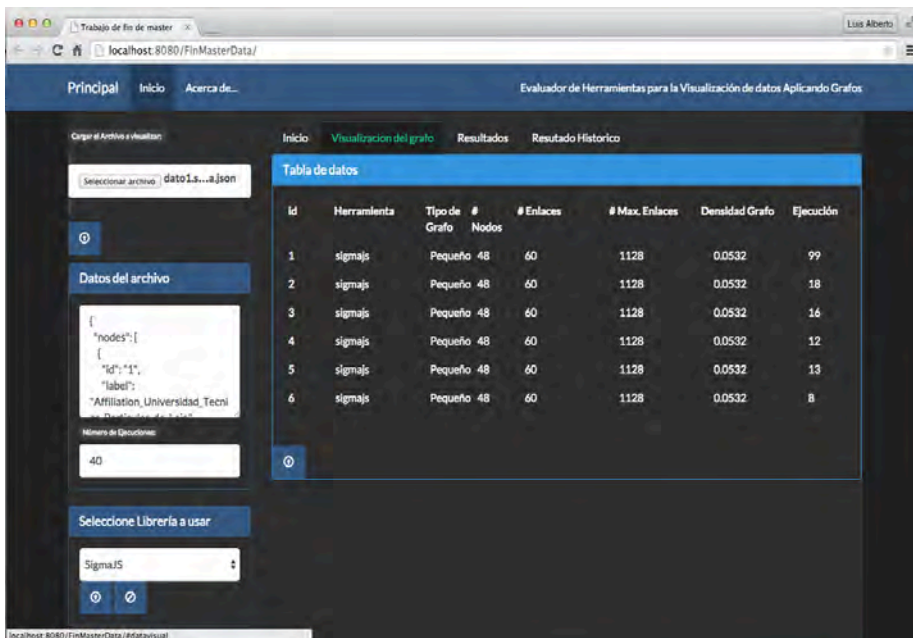 Trabajo de fin de master
Luis Alberto
localhost:8080/FinMasterData/
Principal Inicio Acerca de... Evaluador de Herramientas para la Visualización de datos Aplicando Grafos
Cargar el Archivo a visualizar:
Seleccionar archivo dato1.s...a.json
Datos del archivo
{
"nodes":[
{
"id": "1",
"label":
"Affiliation_Universidad_Tecni
Número de Ejecuciones:
40
Seleccione Librería a usar
SigmaJS
Inicio Visualizacion del grafo Resultados Resutado Historico
Tabla de datos
Id Herramienta Tipo de Grafo # Nodos # Enlaces # Max. Enlaces Densidad Grafo Ejecución
1 sigmajs Pequeño 48 60 1128 0.0532 99
2 sigmajs Pequeño 48 60 1128 0.0532 18
3 sigmajs Pequeño 48 60 1128 0.0532 16
4 sigmajs Pequeño 48 60 1128 0.0532 12
5 sigmajs Pequeño 48 60 1128 0.0532 13
6 sigmajs Pequeño 48 60 1128 0.0532 8
localhost:8080/FinMasterData/#datavisual